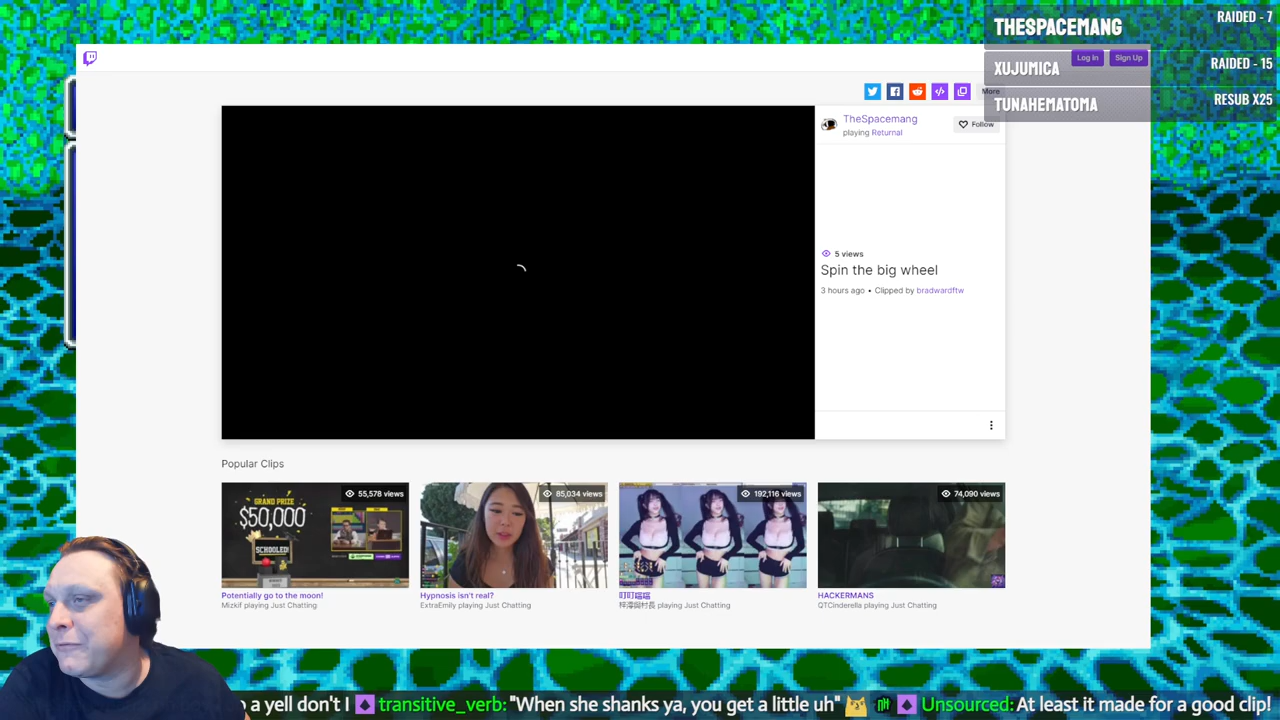 THESPACEMANG
RAIDED - 7
XUJUMICA
RAIDED - 15
TUNAHEMATOMA
RESUB X25
Log in
Sign Up
More
TheSpacemang
playing Returnal
Follow
5 views
Spin the big wheel
3 hours ago • Clipped by bradwardftw
Popular Clips
55,578 views
GRAND PRIZE
$50,000
SCHOOLED!
Potentially go to the moon!
Mizkif playing Just Chatting
85,034 views
Hypnosis isn't real?
ExtraEmily playing Just Chatting
192,116 views
playing Just Chatting
74,090 views
HACKERMANS
QTCinderella playing Just Chatting
o a yell don't I transitive_verb: "When she shanks ya, you get a little uh" Unsourced: At least it made for a good clip!